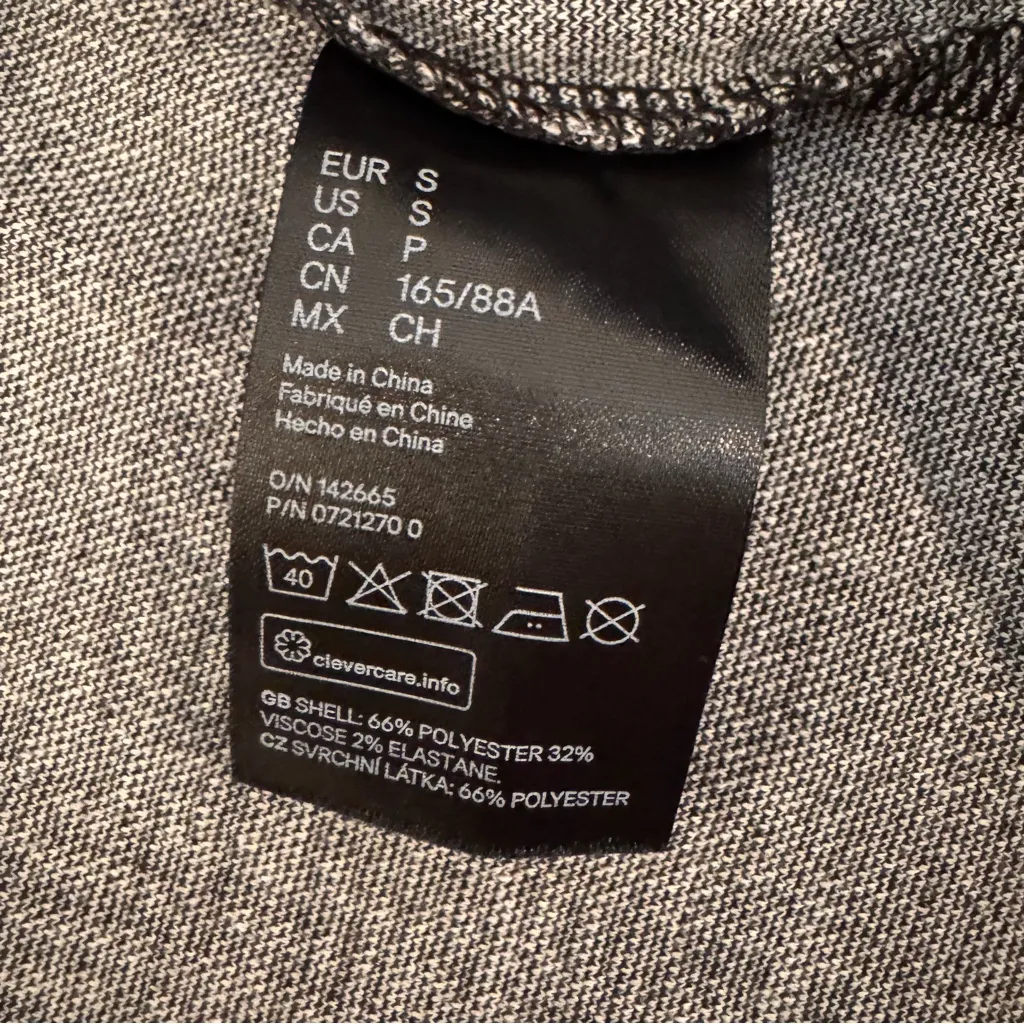 EUR S
US S
CA P
CN 165/88A
MX CH
Made in China
Fabriqué en Chine
Hecho en China
O/N 142665
P/N 0721270 0
40
clevercare.info
GB SHELL: 66% POLYESTER 32%
VISCOSE 2% ELASTANE.
CZ SVRCHNÍ LÁTKA: 66% POLYESTER